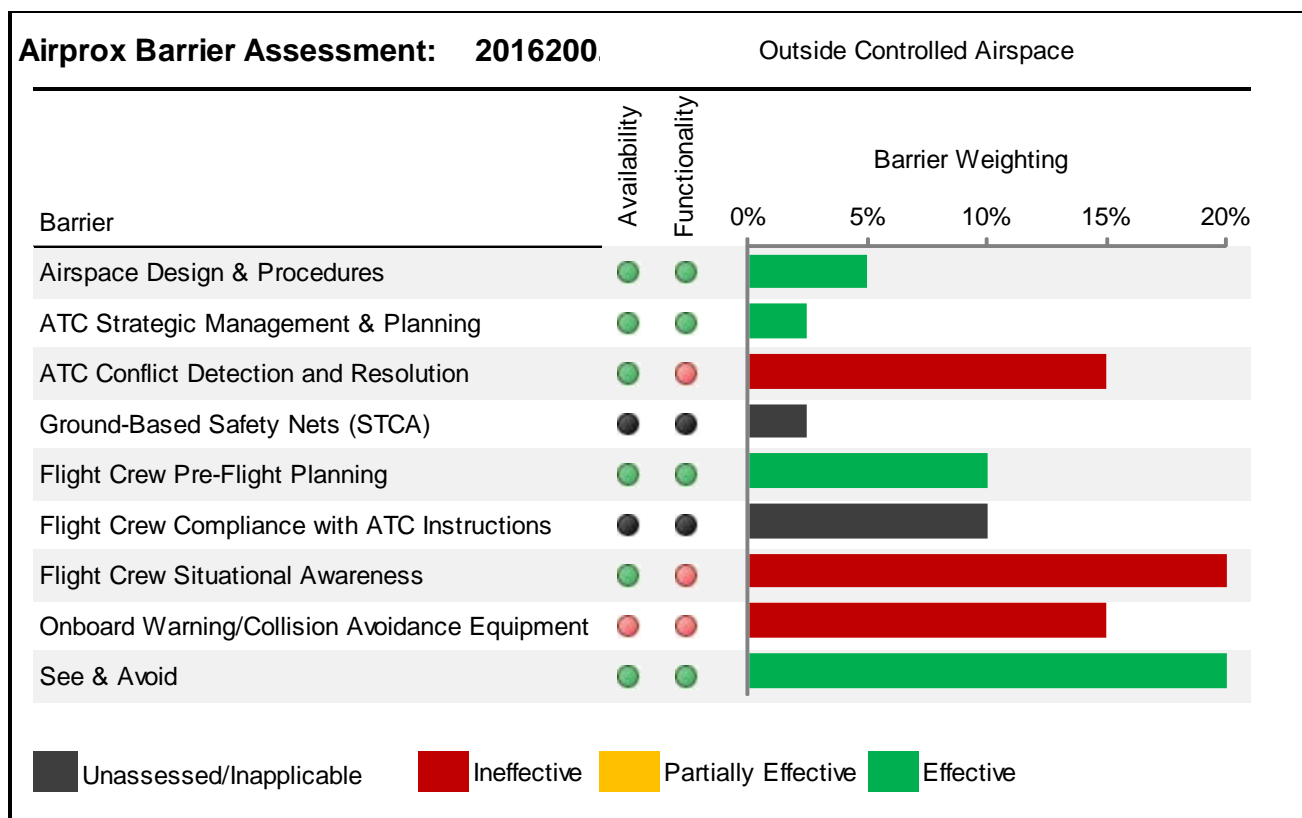 Airprox Barrier Assessment: 2016200. Outside Controlled Airspace
Availability
Functionality
Barrier Weighting
Barrier
0% 5% 10% 15% 20%
Airspace Design & Procedures
ATC Strategic Management & Planning
ATC Conflict Detection and Resolution
Ground-Based Safety Nets (STCA)
Flight Crew Pre-Flight Planning
Flight Crew Compliance with ATC Instructions
Flight Crew Situational Awareness
Onboard Warning/Collision Avoidance Equipment
See & Avoid
Unassessed/Inapplicable Ineffective Partially Effective Effective